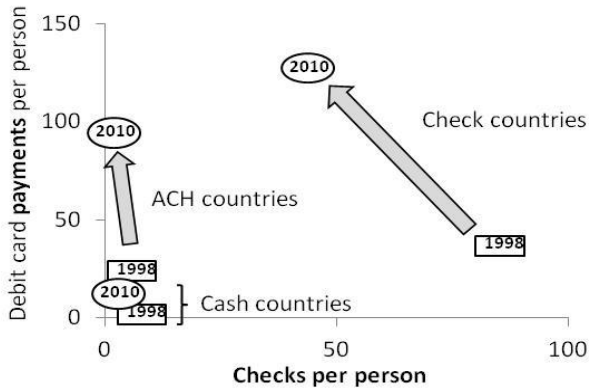 150
2010
100
2010
Check countries
ACH countries
50
1998
1998
2010
1998
Cash countries
0
0
50
100
Debit card payments per person
Checks per person